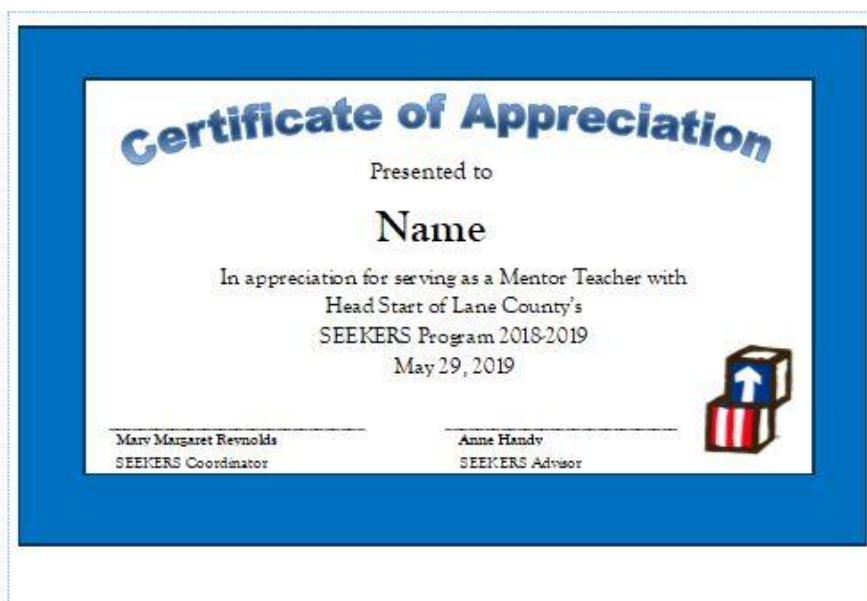 Certificate of Appreciation
Presented to
Name
In appreciation for serving as a Mentor Teacher with
Head Start of Lane County's
SEEKERS Program 2018-2019
May 29, 2019
Mary Margaret Reynolds
SEEKERS Coordinator
Anne Handy
SEEKERS Advisor